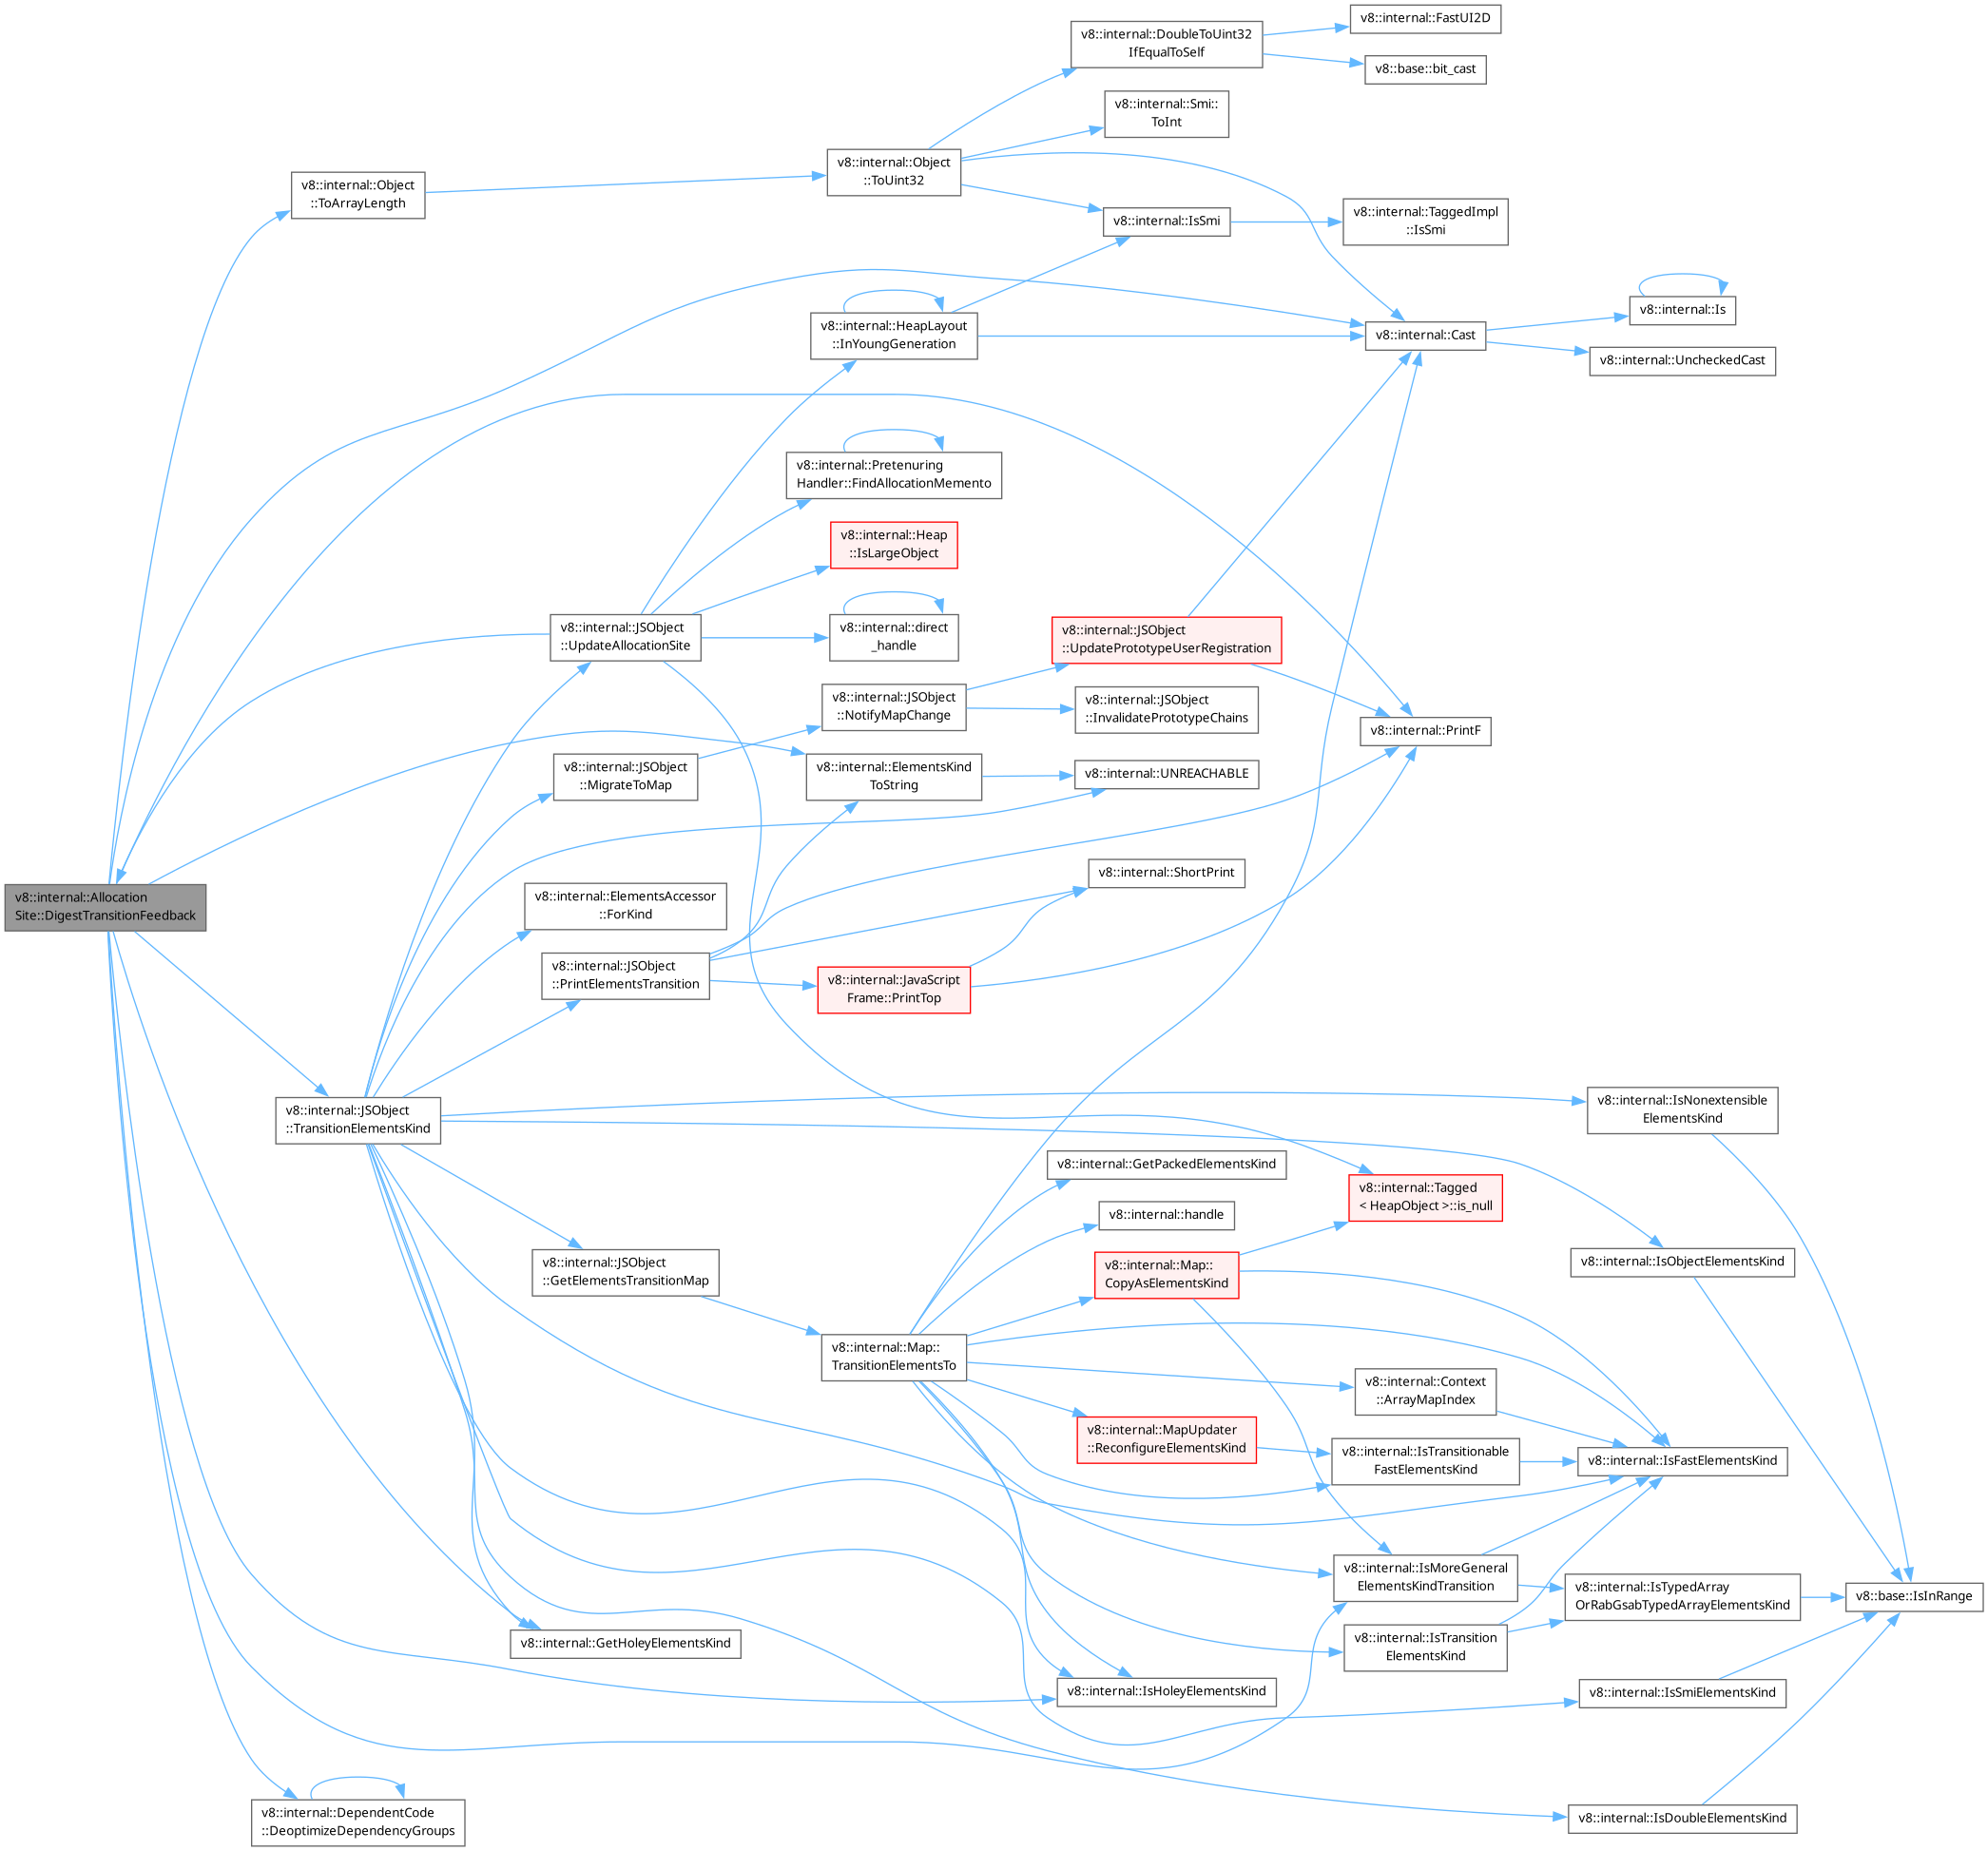 v8::internal::FastUI2D
v8::internal::DoubleToUint32
IfEqualToSelf
v8::base::bit_cast
v8::internal::Smi::
ToInt
v8::internal::Object
::ToUint32
v8::internal::Object
::ToArrayLength
v8::internal::IsSmi
v8::internal::TaggedImpl
::IsSmi
v8::internal::HeapLayout
::InYoungGeneration
v8::internal::Cast
v8::internal::Is
v8::internal::UncheckedCast
v8::internal::Pretenuring
Handler::FindAllocationMemento
v8::internal::Heap
::IsLargeObject
v8::internal::JSObject
::UpdateAllocationSite
v8::internal::direct
_handle
v8::internal::JSObject
::UpdatePrototypeUserRegistration
v8::internal::JSObject
::NotifyMapChange
v8::internal::JSObject
::InvalidatePrototypeChains
v8::internal::PrintF
v8::internal::JSObject
::MigrateToMap
v8::internal::ElementsKind
ToString
v8::internal::UNREACHABLE
v8::internal::ShortPrint
v8::internal::Allocation
Site::DigestTransitionFeedback
v8::internal::ElementsAccessor
::ForKind
v8::internal::JSObject
::PrintElementsTransition
v8::internal::JavaScript
Frame::PrintTop
v8::internal::JSObject
::TransitionElementsKind
v8::internal::IsNonextensible
ElementsKind
v8::internal::GetPackedElementsKind
v8::internal::Tagged
< HeapObject >::is_null
v8::internal::handle
v8::internal::JSObject
::GetElementsTransitionMap
v8::internal::Map::
CopyAsElementsKind
v8::internal::IsObjectElementsKind
v8::internal::Map::
TransitionElementsTo
v8::internal::Context
::ArrayMapIndex
v8::internal::MapUpdater
::ReconfigureElementsKind
v8::internal::IsTransitionable
FastElementsKind
v8::internal::IsFastElementsKind
v8::internal::IsMoreGeneral
ElementsKindTransition
v8::internal::IsTypedArray
OrRabGsabTypedArrayElementsKind
v8::base::IsInRange
v8::internal::GetHoleyElementsKind
v8::internal::IsTransition
ElementsKind
v8::internal::IsHoleyElementsKind
v8::internal::IsSmiElementsKind
v8::internal::DependentCode
::DeoptimizeDependencyGroups
v8::internal::IsDoubleElementsKind